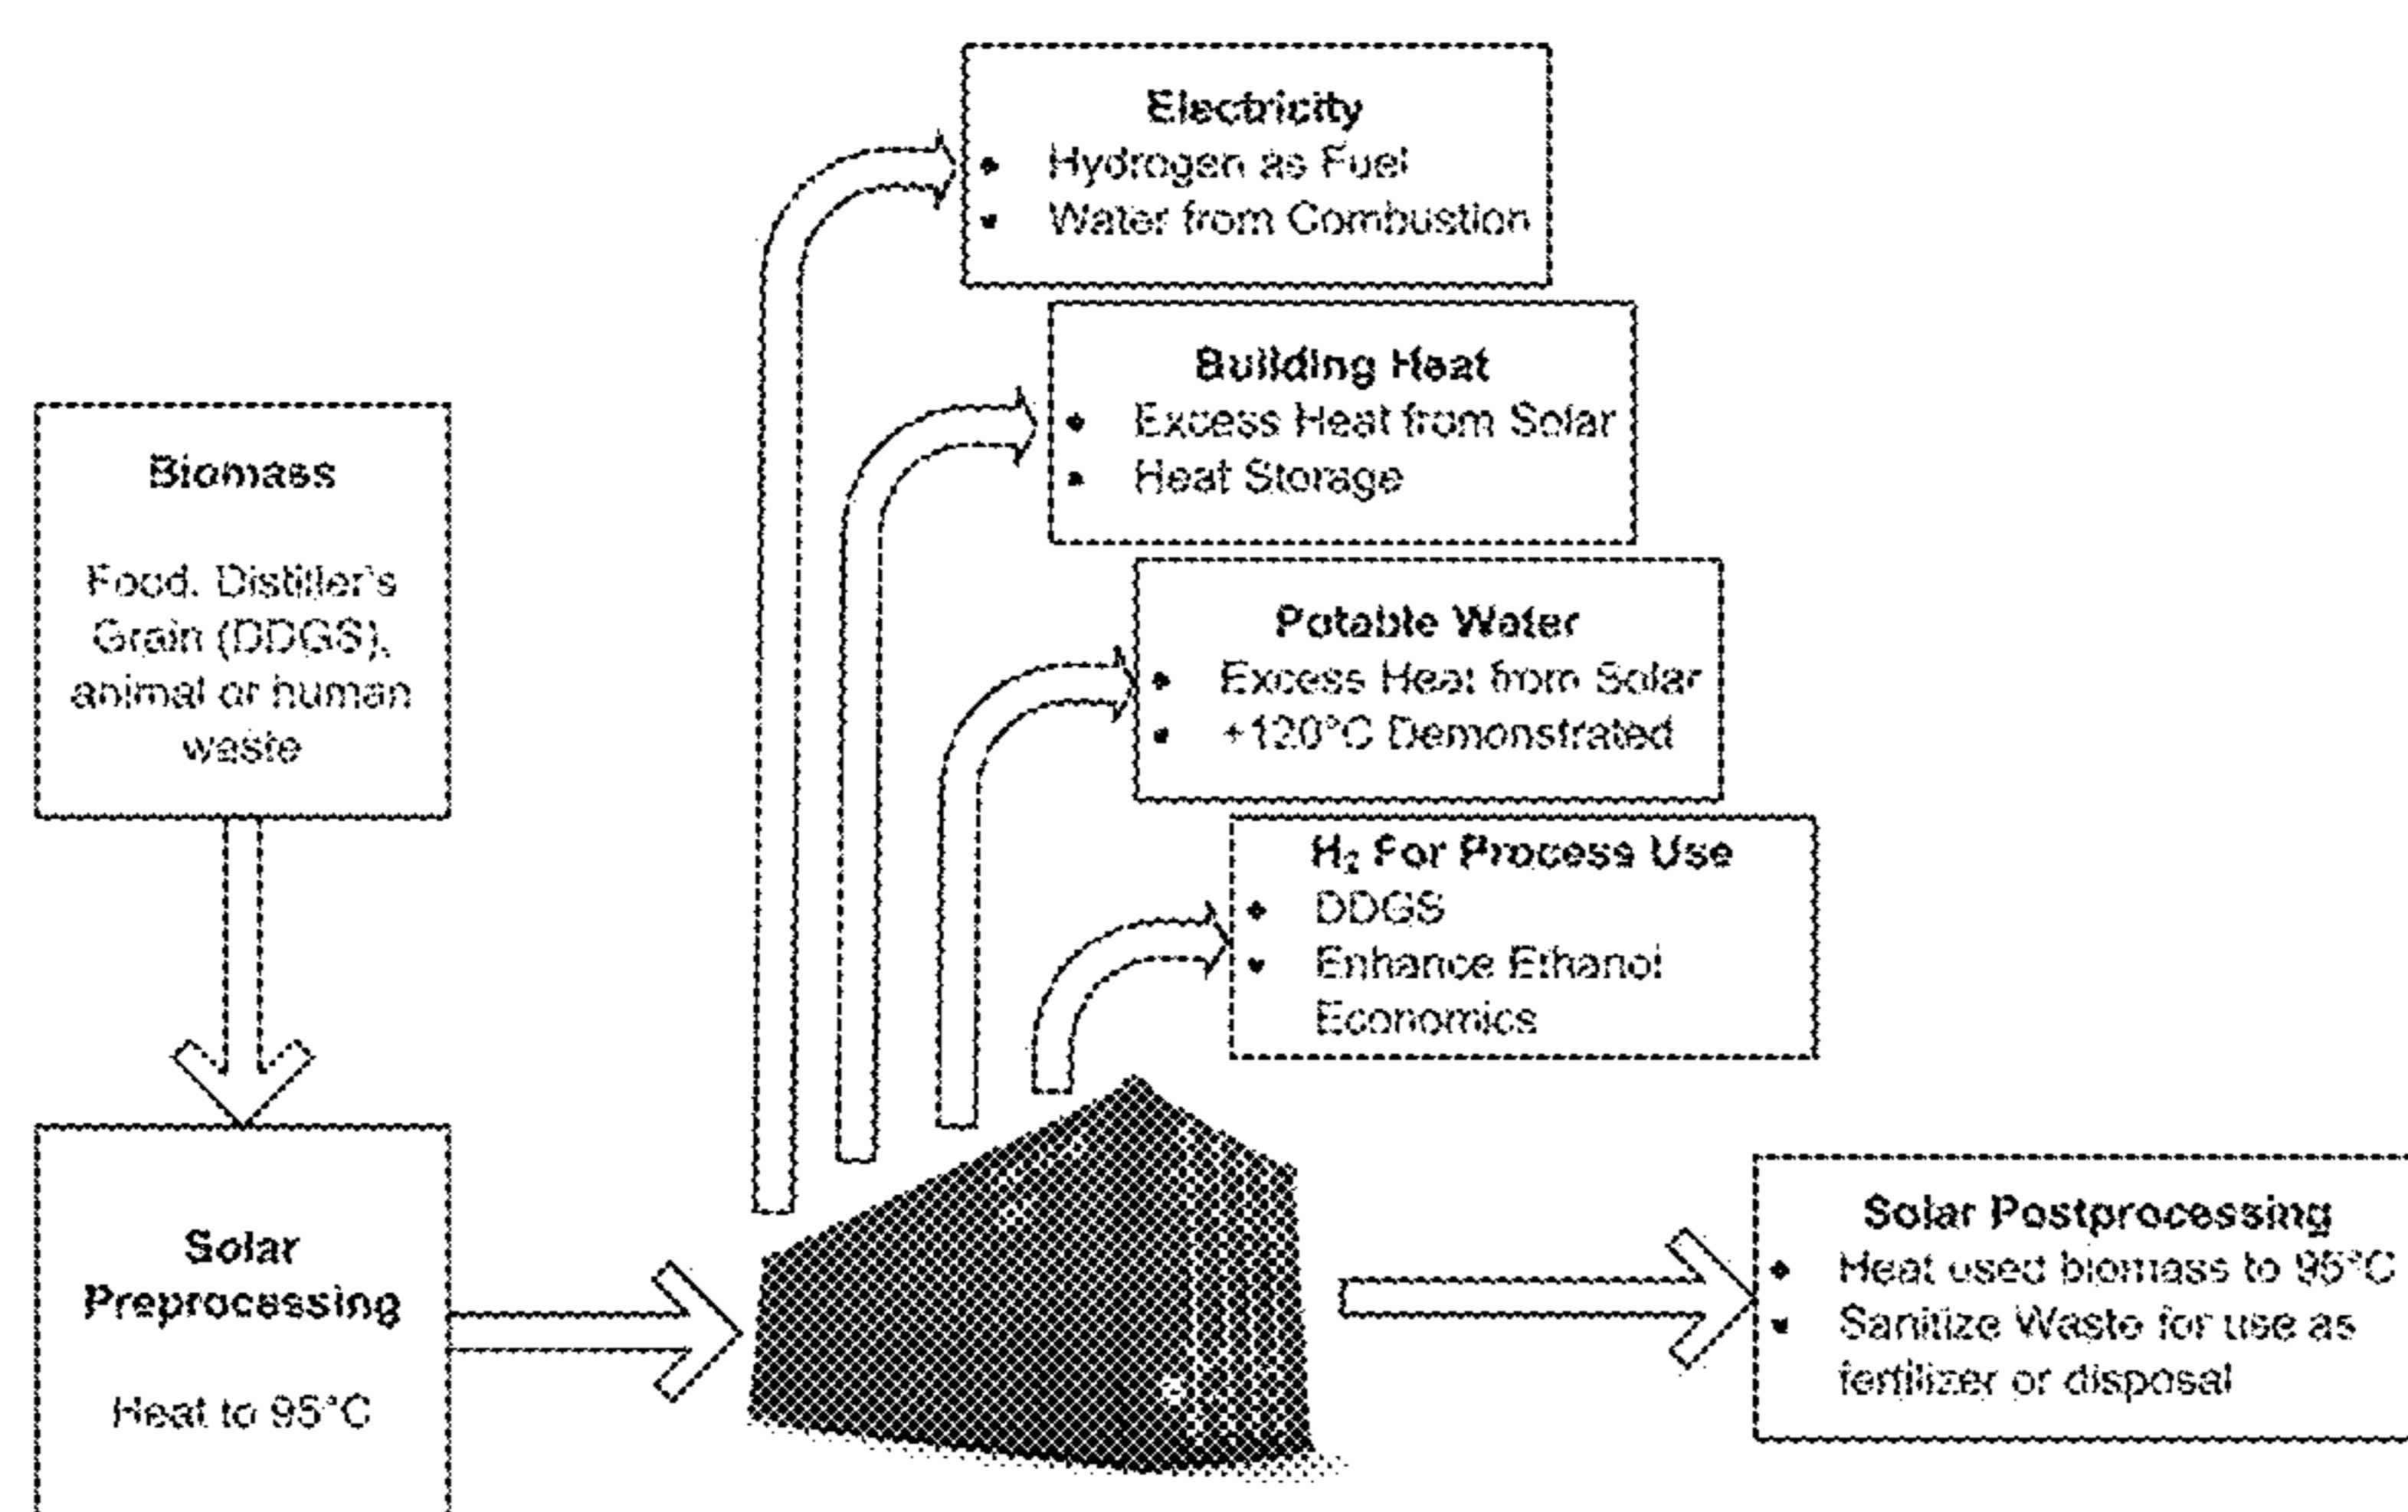 Electricity
• Hydrogen as Fuel
• Water from Combustion
Building Heat
• Excess Heat from Solar
• Heat Storage
Biomass
Food. Distiller's
Grain (DDGS),
animal or human
waste
Potable Water
• Excess Heat from Solar
• +120°C Demonstrated
H₂ For Process Use
• DDGS
• Enhance Ethanol
Economics
Solar
Preprocessing
Heat to 95°C
Solar Postprocessing
• Heat used biomass to 95°C
• Sanitize Waste for use as
fertilizer or disposal